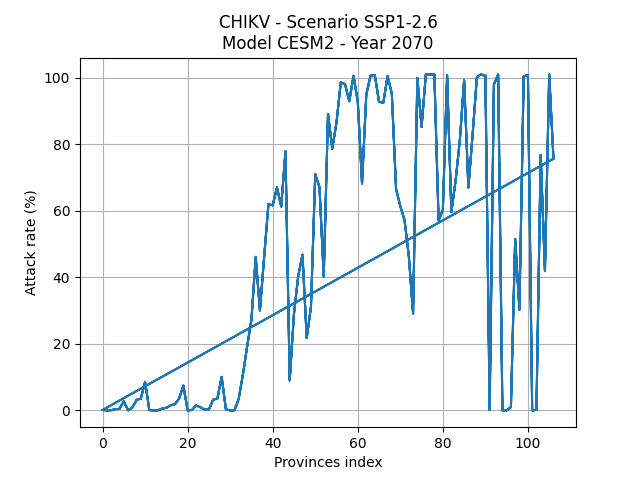 CHIKV - Scenario SSP1-2.6
Model CESM2 - Year 2070
100
80
60
40
20
0
Attack rate (%)
0 20 40 60 80 100
Provinces index